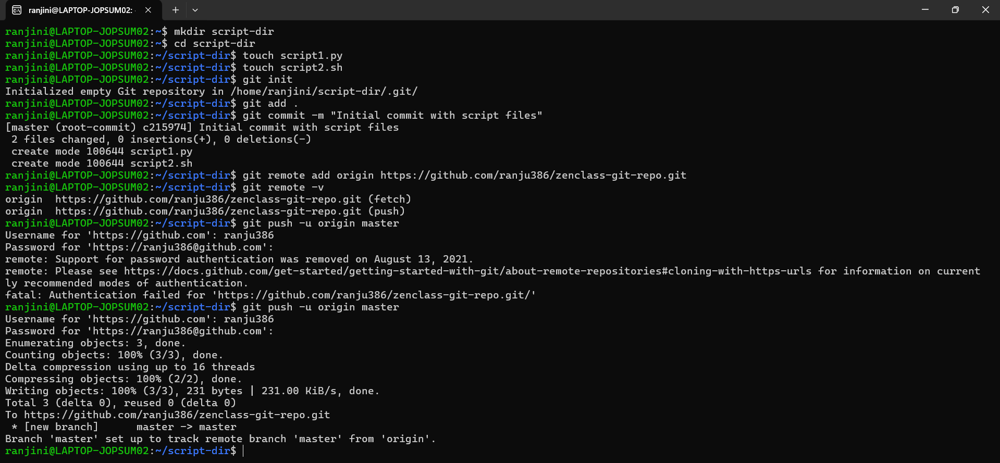 ranjini@LAPTOP-JOPSUM02: ~
ranjini@LAPTOP-JOPSUM02:~$ mkdir script-dir
ranjini@LAPTOP-JOPSUM02:~$ cd script-dir
ranjini@LAPTOP-JOPSUM02:~/script-dir$ touch script1.py
ranjini@LAPTOP-JOPSUM02:~/script-dir$ touch script2.sh
ranjini@LAPTOP-JOPSUM02:~/script-dir$ git init
Initialized empty Git repository in /home/ranjini/script-dir/.git/
ranjini@LAPTOP-JOPSUM02:~/script-dir$ git add .
ranjini@LAPTOP-JOPSUM02:~/script-dir$ git commit -m "Initial commit with script files"
[master (root-commit) c215974] Initial commit with script files
 2 files changed, 0 insertions(+), 0 deletions(-)
 create mode 100644 script1.py
 create mode 100644 script2.sh
ranjini@LAPTOP-JOPSUM02:~/script-dir$ git remote add origin https://github.com/ranju386/zenclass-git-repo.git
ranjini@LAPTOP-JOPSUM02:~/script-dir$ git remote -v
origin  https://github.com/ranju386/zenclass-git-repo.git (fetch)
origin  https://github.com/ranju386/zenclass-git-repo.git (push)
ranjini@LAPTOP-JOPSUM02:~/script-dir$ git push -u origin master
Username for 'https://github.com': ranju386
Password for 'https://ranju386@github.com':
remote: Support for password authentication was removed on August 13, 2021.
remote: Please see https://docs.github.com/get-started/getting-started-with-git/about-remote-repositories#cloning-with-https-urls for information on current
ly recommended modes of authentication.
fatal: Authentication failed for 'https://github.com/ranju386/zenclass-git-repo.git/'
ranjini@LAPTOP-JOPSUM02:~/script-dir$ git push -u origin master
Username for 'https://github.com': ranju386
Password for 'https://ranju386@github.com':
Enumerating objects: 3, done.
Counting objects: 100% (3/3), done.
Delta compression using up to 16 threads
Compressing objects: 100% (2/2), done.
Writing objects: 100% (3/3), 231 bytes | 231.00 KiB/s, done.
Total 3 (delta 0), reused 0 (delta 0)
To https://github.com/ranju386/zenclass-git-repo.git
 * [new branch]      master -> master
Branch 'master' set up to track remote branch 'master' from 'origin'.
ranjini@LAPTOP-JOPSUM02:~/script-dir$